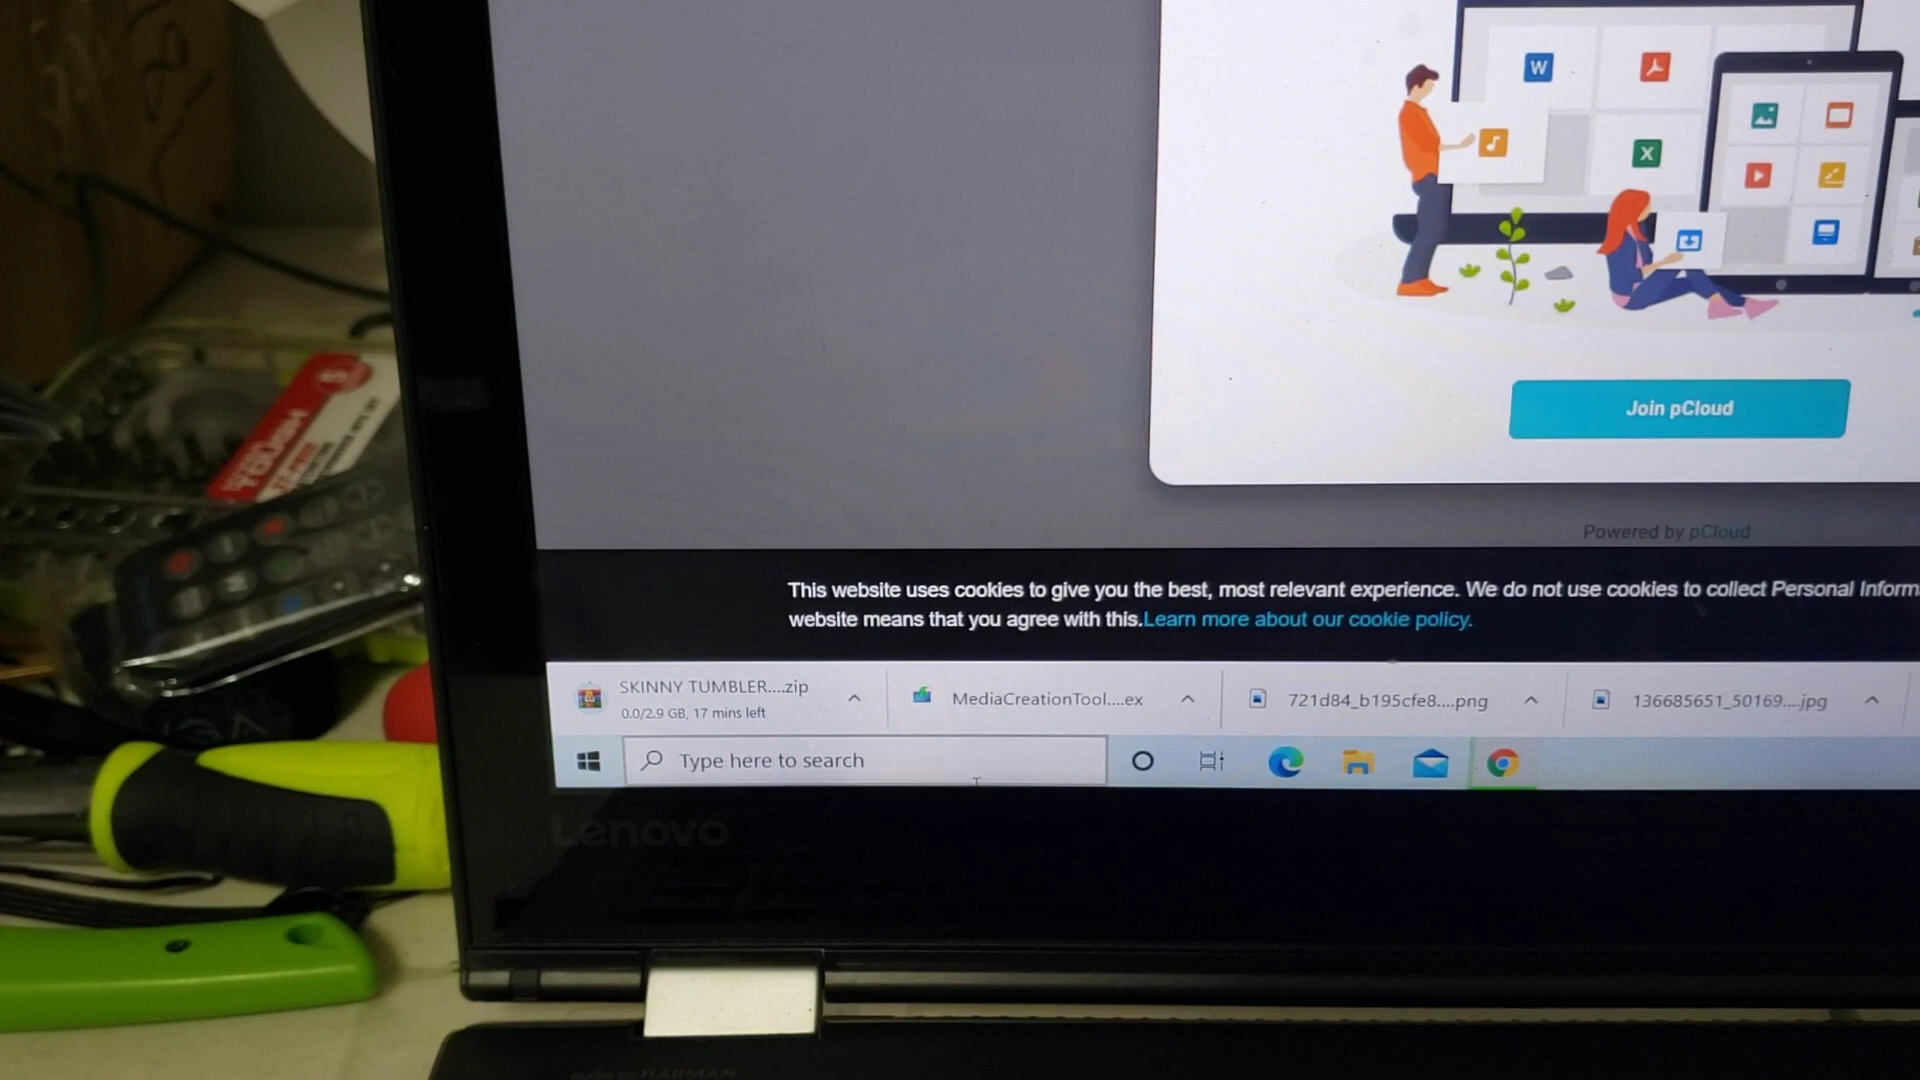 W
X
Join pCloud
Powered by pCloud
This website uses cookies to give you the best, most relevant experience. We do not use cookies to collect Personal Inform
website means that you agree with this.Learn more about our cookie policy.
SKINNY TUMBLER....zip
0.0/2.9 GB, 17 mins left
MediaCreationTool....ex
721d84_b195cfe8....png
136685651_50169....jpg
Type here to search
Lenovo
TOUGH
HARMAN